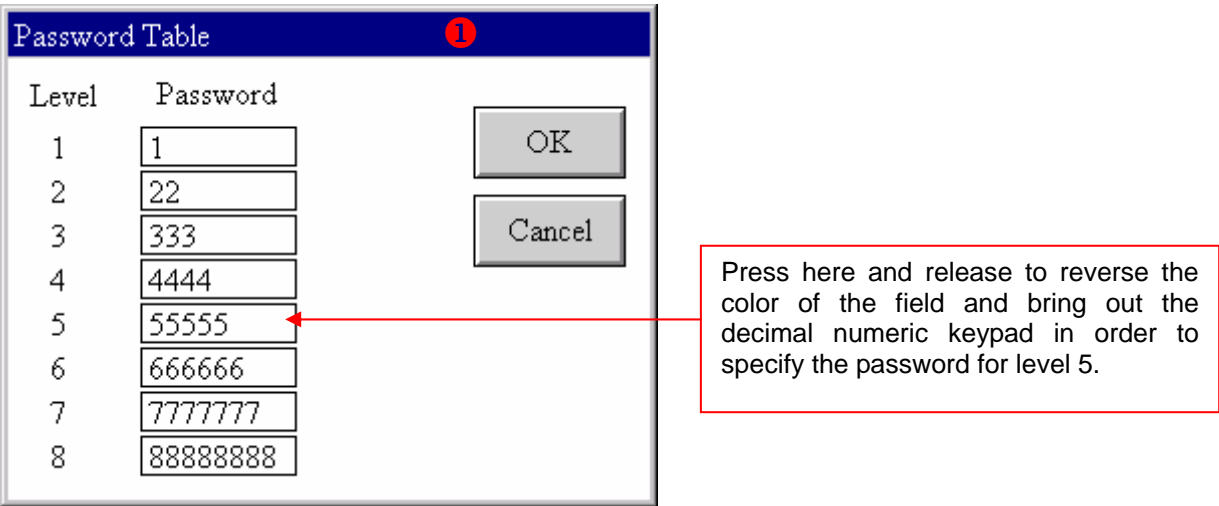 Password Table ❶
Level Password
1 1
2 22
3 333
4 4444
5 55555
6 666666
7 7777777
8 88888888
OK
Cancel
Press here and release to reverse the
color of the field and bring out the
decimal numeric keypad in order to
specify the password for level 5.